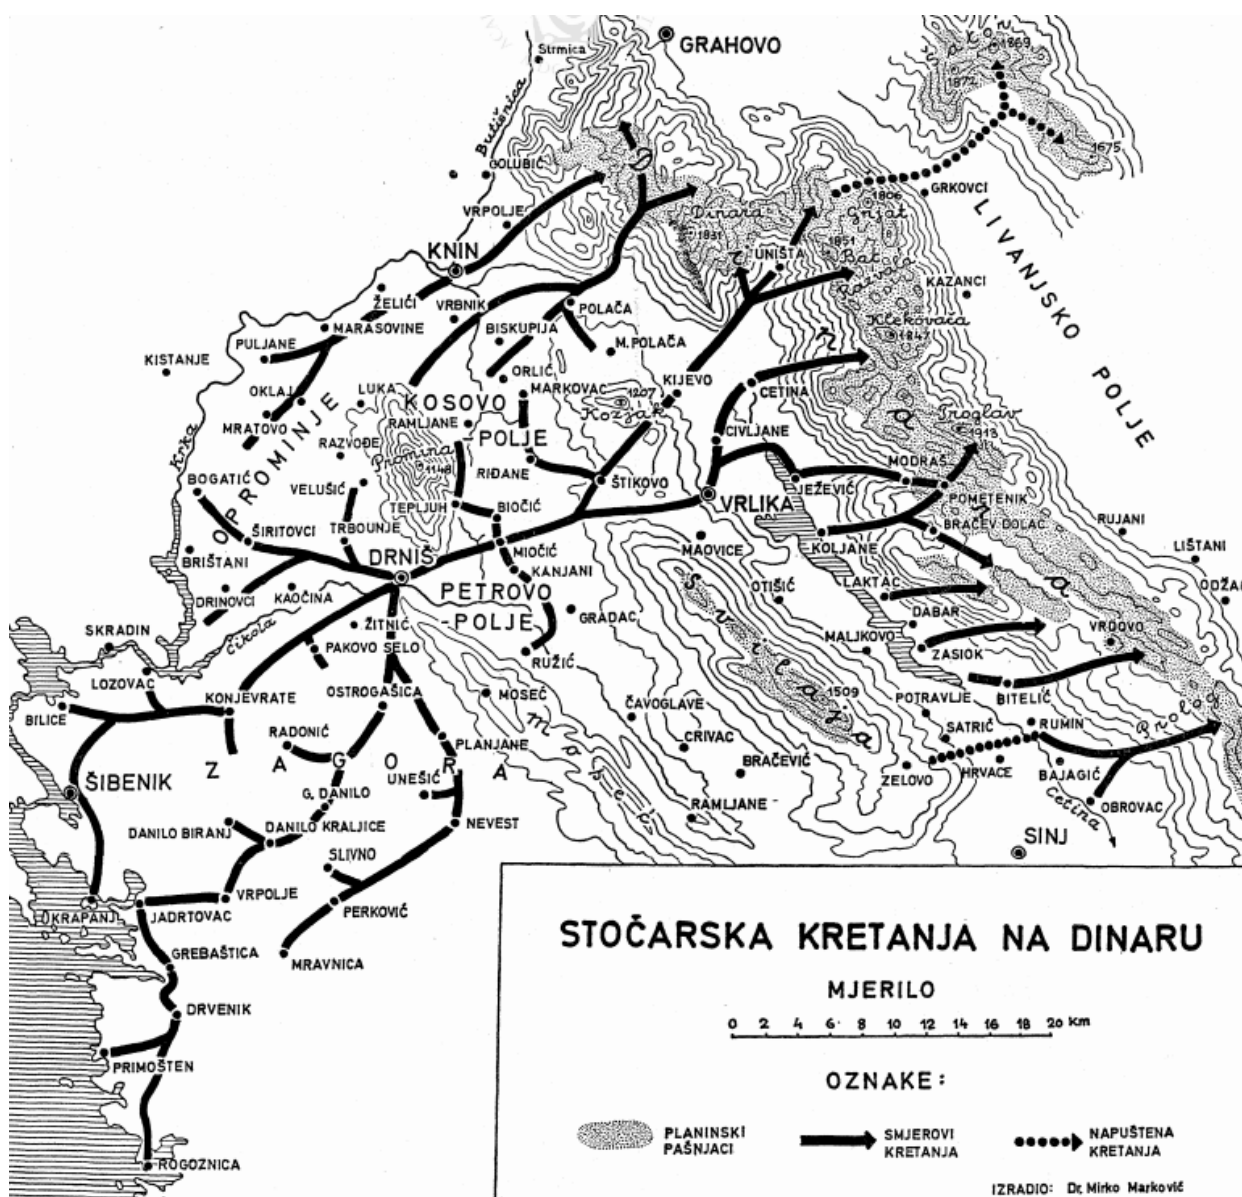 GRAHOVO
Strmica
1869
1872
1675
Butišnica
GOLUBIĆ
D
GRKOVCI
1806
Gnjat
VRPOLJE
Dinara
1831
LIVANJSKO POLJE
KNIN
i
UNIŠTA
1851
Bat
ŽELIĆI
KAZANCI
VRBNIK
POLAČA
Klekovača
1847
MARASOVINE
BISKUPIJA
M.POLAČA
n
PULJANE
KISTANJE
ORLIĆ
OKLAJ
LUKA
KOSOVO
MARKOVAC
KIJEVO
CETINA
1207
Kozjak
a
Troglav
1913
MRATOVO
RAMLJANE
-POLJE
CIVLJANE
RAZVOĐE
Promina
1148
Krka
PROMINJE
MODRAŠ
BOGATIĆ
RIĐANE
ŠTIKOVO
JEŽEVIĆ
VELUŠIĆ
POMETENIK
TEPLJUH
BIOČIĆ
VRLIKA
n
ŠIRITOVCI
TRBOUNJE
BRAČEV DOLAC
RUJANI
BRIŠTANI
DRNIŠ
MIOČIĆ
MAOVICE
KOLJANE
LIŠTANI
KANJANI
DRINOVCI
KAOČINA
PETROVO
OTIŠIĆ
LAKTAC
a
-POLJE
GRADAC
DABAR
Čikola
ŽITNIĆ
SKRADIN
PAKOVO SELO
MALJKOVO
VRDOVO
RUŽIĆ
ZASIOK
LOZOVAC
Svilaja
OSTROGAŠICA
MOSEĆ
1509
BITELIĆ
KONJEVRATE
POTRAVLJE
BILICE
ČAVOGLAVE
RUMIN
Prolog
RADONIĆ
SATRIĆ
PLANJANE
CRIVAC
ZAGORA
BRAČEVIĆ
ZELOVO
HRVACE
BAJAGIĆ
UNEŠIĆ
ŠIBENIK
G. DANILO
RAMLJANE
Cetina
OBROVAC
DANILO BIRANJ
DANILO KRALJICE
NEVEST
SINJ
SLIVNO
VRPOLJE
KRAPANJ
JADRTOVAC
PERKOVIĆ
GREBAŠTICA
MRAVNICA
DRVENIK
PRIMOŠTEN
ROGOZNICA
STOČARSKA KRETANJA NA DINARU
MJERILO
0 2 4 6 8 10 12 14 16 18 20 Km
OZNAKE:
PLANINSKI
PAŠNJACI
SMJEROVI
KRETANJA
NAPUŠTENA
KRETANJA
IZRADIO: Dr. Mirko Marković